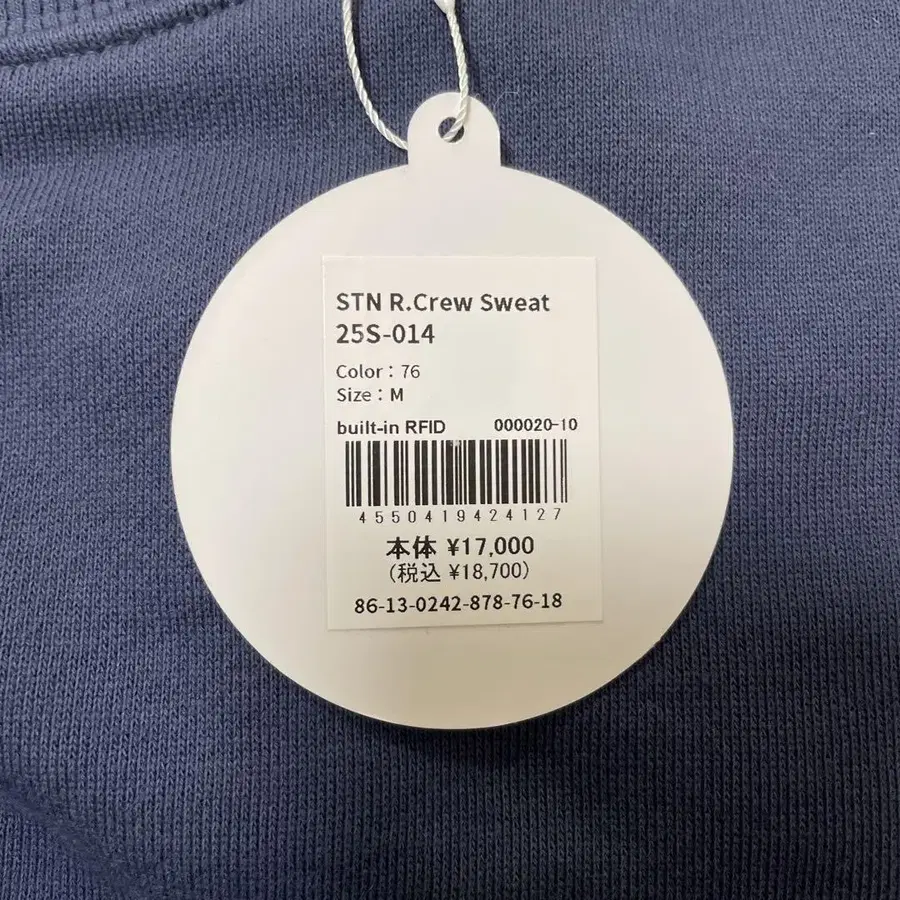 STN R.Crew Sweat
25S-014
Color：76
Size：M
built-in RFID 000020-10
4550419424127
本体 ¥17,000
(税込 ¥18,700)
86-13-0242-878-76-18